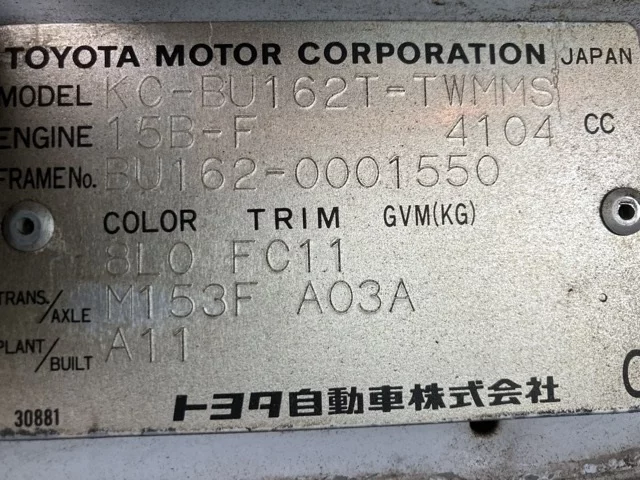 TOYOTA MOTOR CORPORATION JAPAN
MODEL KC-BU162T-TWMMS
ENGINE 15B-F 4104 CC
FRAME No. BU162-0001550
COLOR TRIM GVM(KG)
8L0 FC11
TRANS./AXLE M153F A03A
PLANT/BUILT A11
30881 トヨタ自動車株式会社